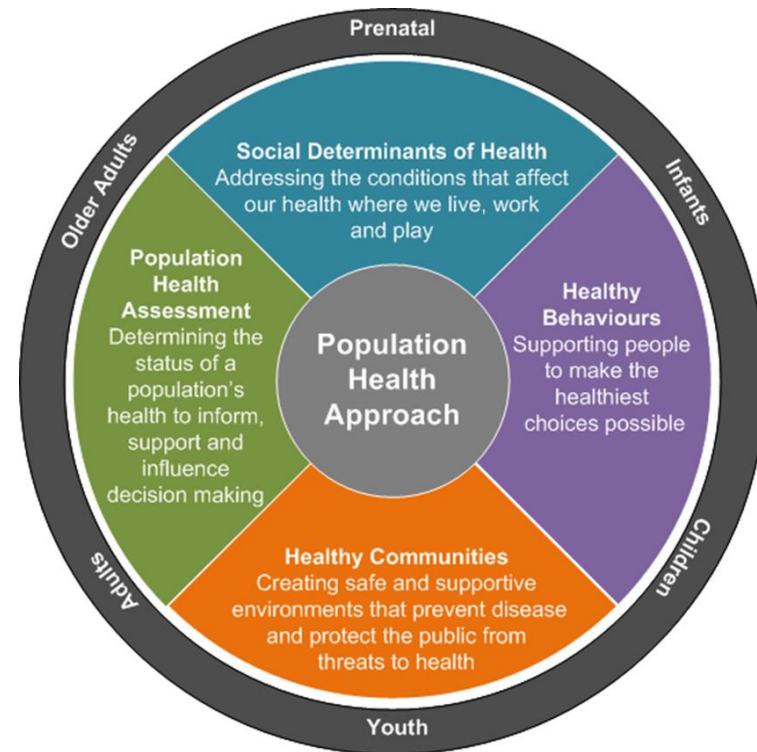 Prenatal
Infants
Children
Youth
Adults
Older Adults
Social Determinants of Health
Addressing the conditions that affect
our health where we live, work
and play
Healthy
Behaviours
Supporting people
to make the
healthiest
choices possible
Healthy Communities
Creating safe and supportive
environments that prevent disease
and protect the public from
threats to health
Population
Health
Assessment
Determining the
status of a
population's
health to inform,
support and
influence
decision making
Population
Health
Approach